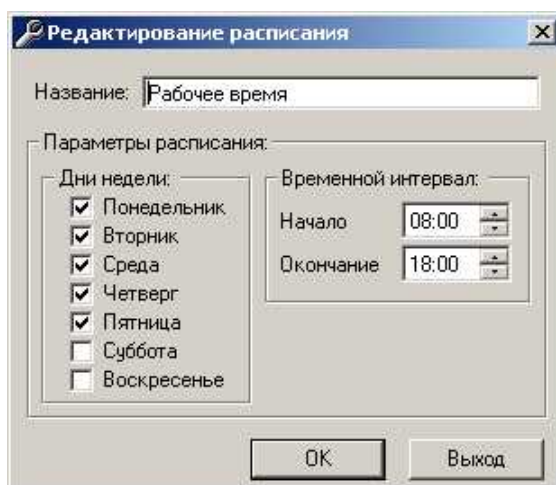 Редактирование расписания
Название: Рабочее время
Параметры расписания:
Дни недели:
Понедельник
Вторник
Среда
Четверг
Пятница
Суббота
Воскресенье
Временной интервал:
Начало 08:00
Окончание 18:00
OK Выход